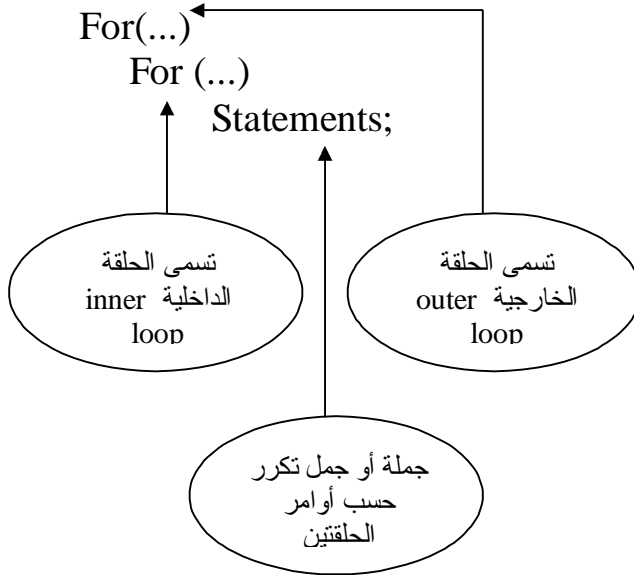 For(...)
For (...)
Statements;
تسمى الحلقة
الداخلية inner
loop
تسمى الحلقة
الخارجية outer
loop
جملة أو جمل تكرر
حسب أوامر
الحلقتين